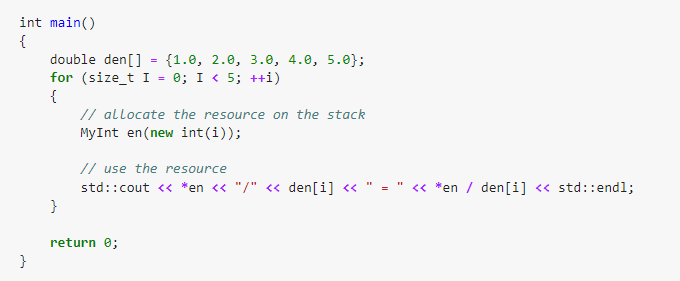 int main()
{
    double den[] = {1.0, 2.0, 3.0, 4.0, 5.0};
    for (size_t I = 0; I < 5; ++i)
    {
        // allocate the resource on the stack
        MyInt en(new int(i));

        // use the resource
        std::cout << *en << "/" << den[i] << " = " << *en / den[i] << std::endl;
    }

    return 0;
}